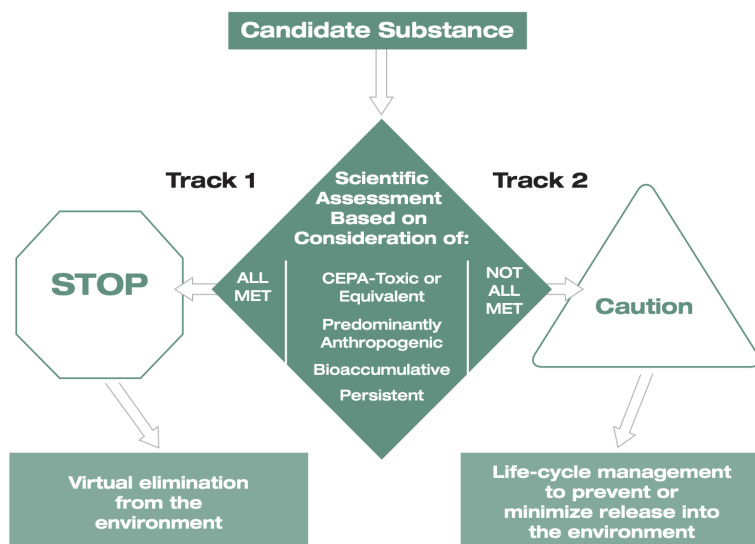 Candidate Substance
Track 1
Track 2
Scientific
Assessment
Based on
Consideration of:
ALL
MET
CEPA-Toxic or
Equivalent
Predominantly
Anthropogenic
Bioaccumulative
Persistent
NOT
ALL
MET
STOP
Caution
Virtual elimination
from the
environment
Life-cycle management
to prevent or
minimize release into
the environment